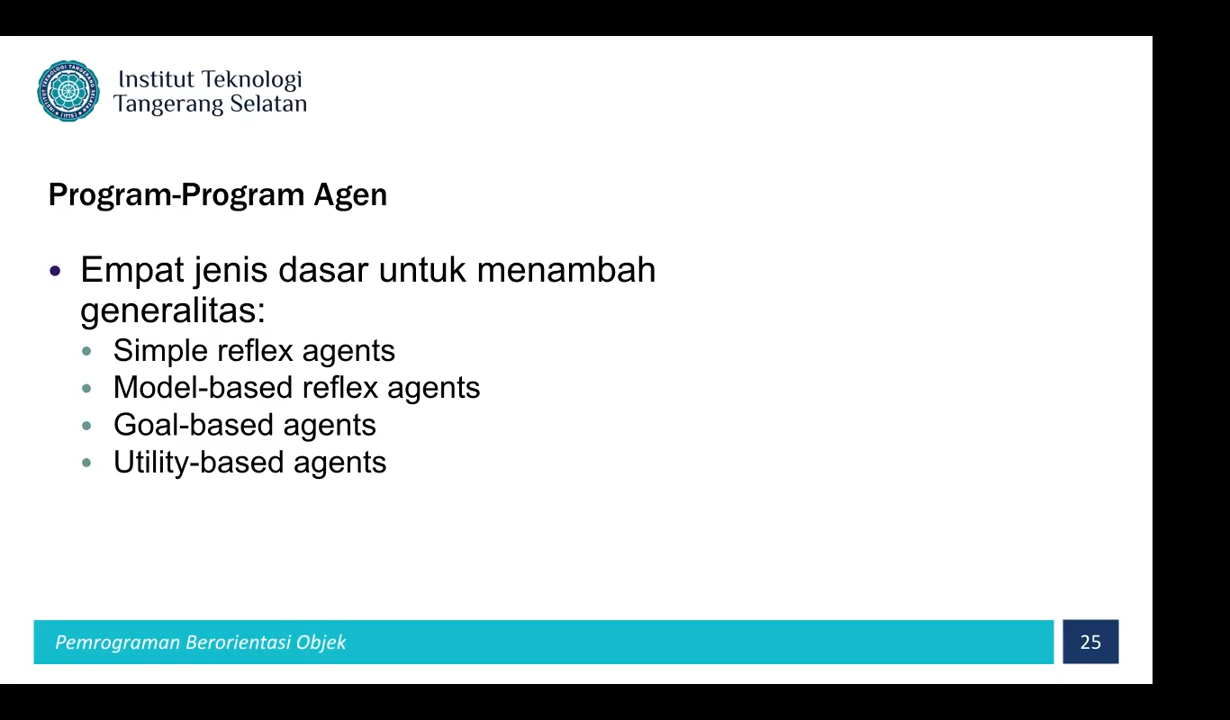 Institut Teknologi
Tangerang Selatan
Program-Program Agen
• Empat jenis dasar untuk menambah
generalitas:
• Simple reflex agents
• Model-based reflex agents
• Goal-based agents
• Utility-based agents
Pemrograman Berorientasi Objek
25